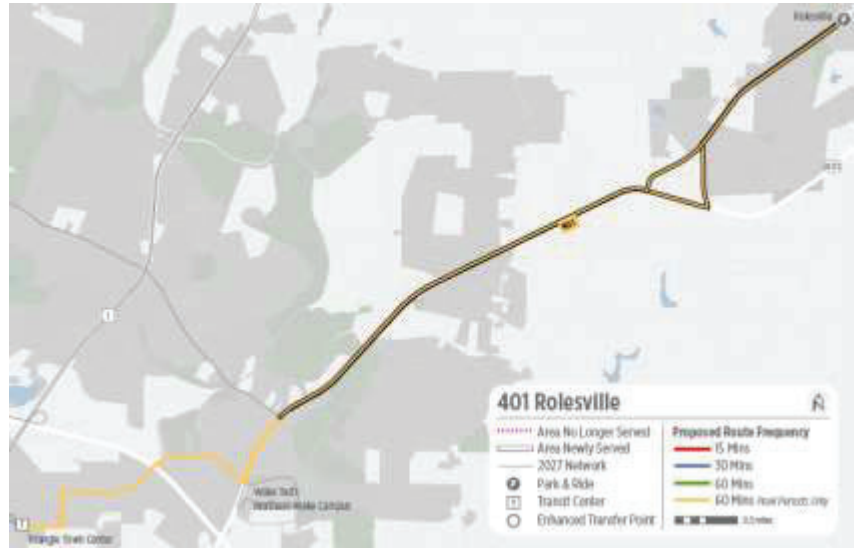 Rolesville
P
401
1
Wake Tech
Northern Wake Campus
T
Triangle Town Center
401 Rolesville
Area No Longer Served
Area Newly Served
2027 Network
P Park & Ride
T Transit Center
Enhanced Transfer Point
Proposed Route Frequency
15 Mins
30 Mins
60 Mins
60 Mins Peak Periods Only